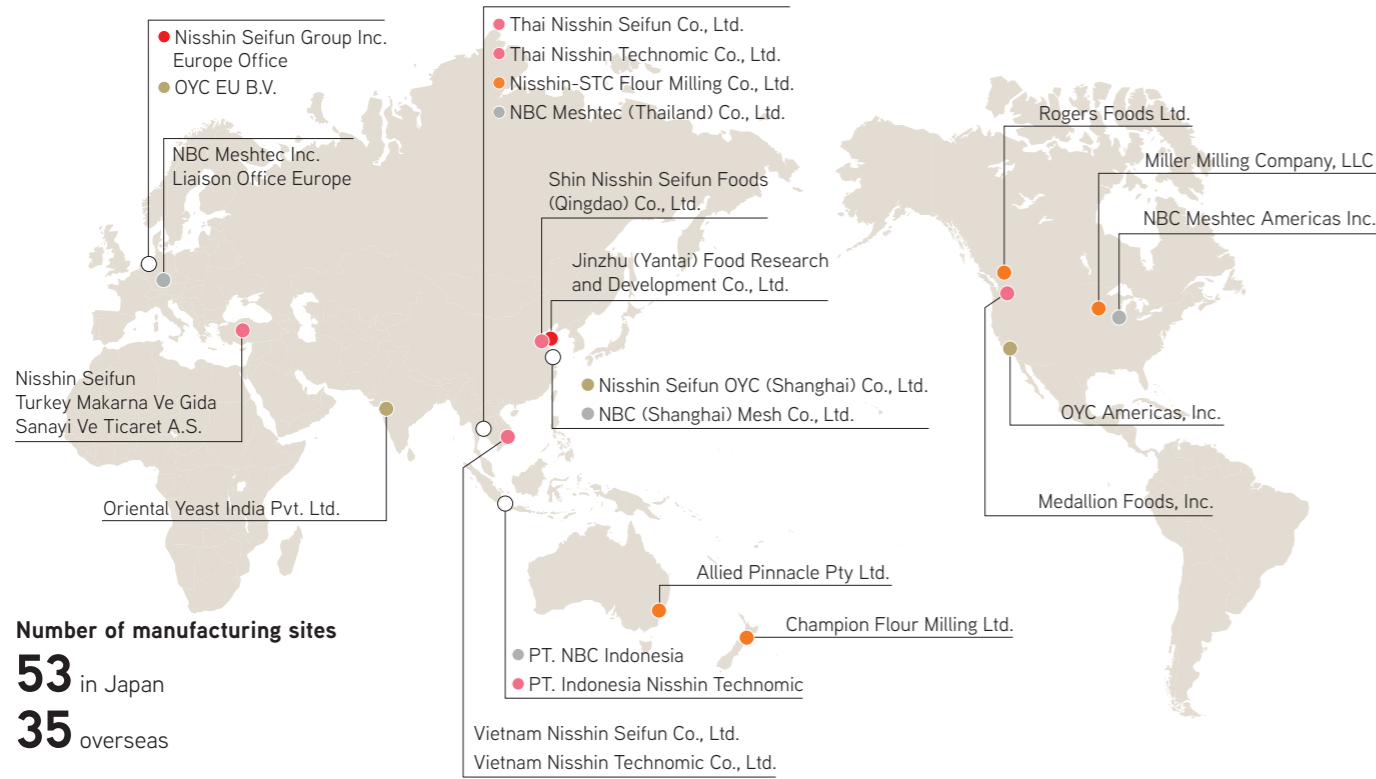 Nisshin Seifun Group Inc.
Europe Office
OYC EU B.V.
NBC Meshtec Inc.
Liaison Office Europe
Nisshin Seifun
Turkey Makarna Ve Gida
Sanayi Ve Ticaret A.S.
Oriental Yeast India Pvt. Ltd.
Thai Nisshin Seifun Co., Ltd.
Thai Nisshin Technomic Co., Ltd.
Nisshin-STC Flour Milling Co., Ltd.
NBC Meshtec (Thailand) Co., Ltd.
Shin Nisshin Seifun Foods
(Qingdao) Co., Ltd.
Jinzhu (Yantai) Food Research
and Development Co., Ltd.
Nisshin Seifun OYC (Shanghai) Co., Ltd.
NBC (Shanghai) Mesh Co., Ltd.
Rogers Foods Ltd.
Miller Milling Company, LLC
NBC Meshtec Americas Inc.
OYC Americas, Inc.
Medallion Foods, Inc.
Allied Pinnacle Pty Ltd.
Champion Flour Milling Ltd.
PT. NBC Indonesia
PT. Indonesia Nisshin Technomic
Vietnam Nisshin Seifun Co., Ltd.
Vietnam Nisshin Technomic Co., Ltd.
Number of manufacturing sites
53 in Japan
35 overseas